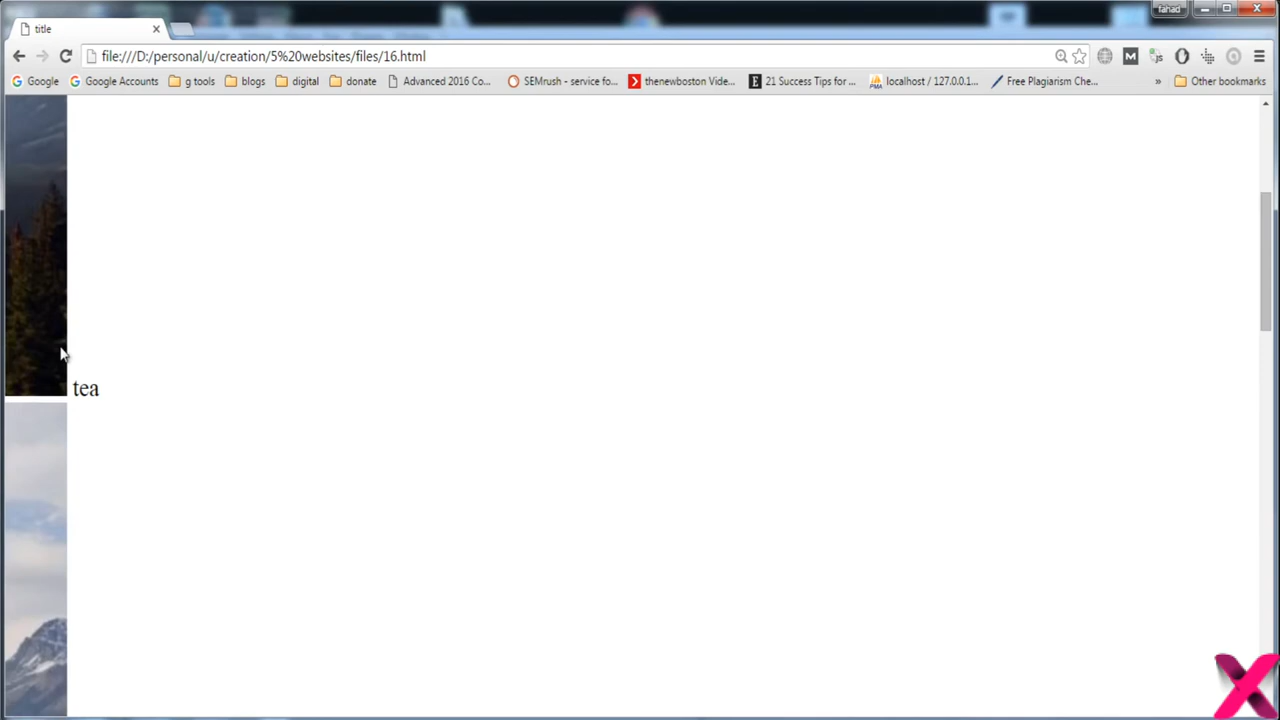 fahad
title
file:///D:/personal/u/creation/5%20websites/files/16.html
Google Google Accounts g tools blogs digital donate Advanced 2016 Co... SEMrush - service fo... thenewboston Vide... 21 Success Tips for ... localhost / 127.0.0.1... Free Plagiarism Che... » Other bookmarks
tea